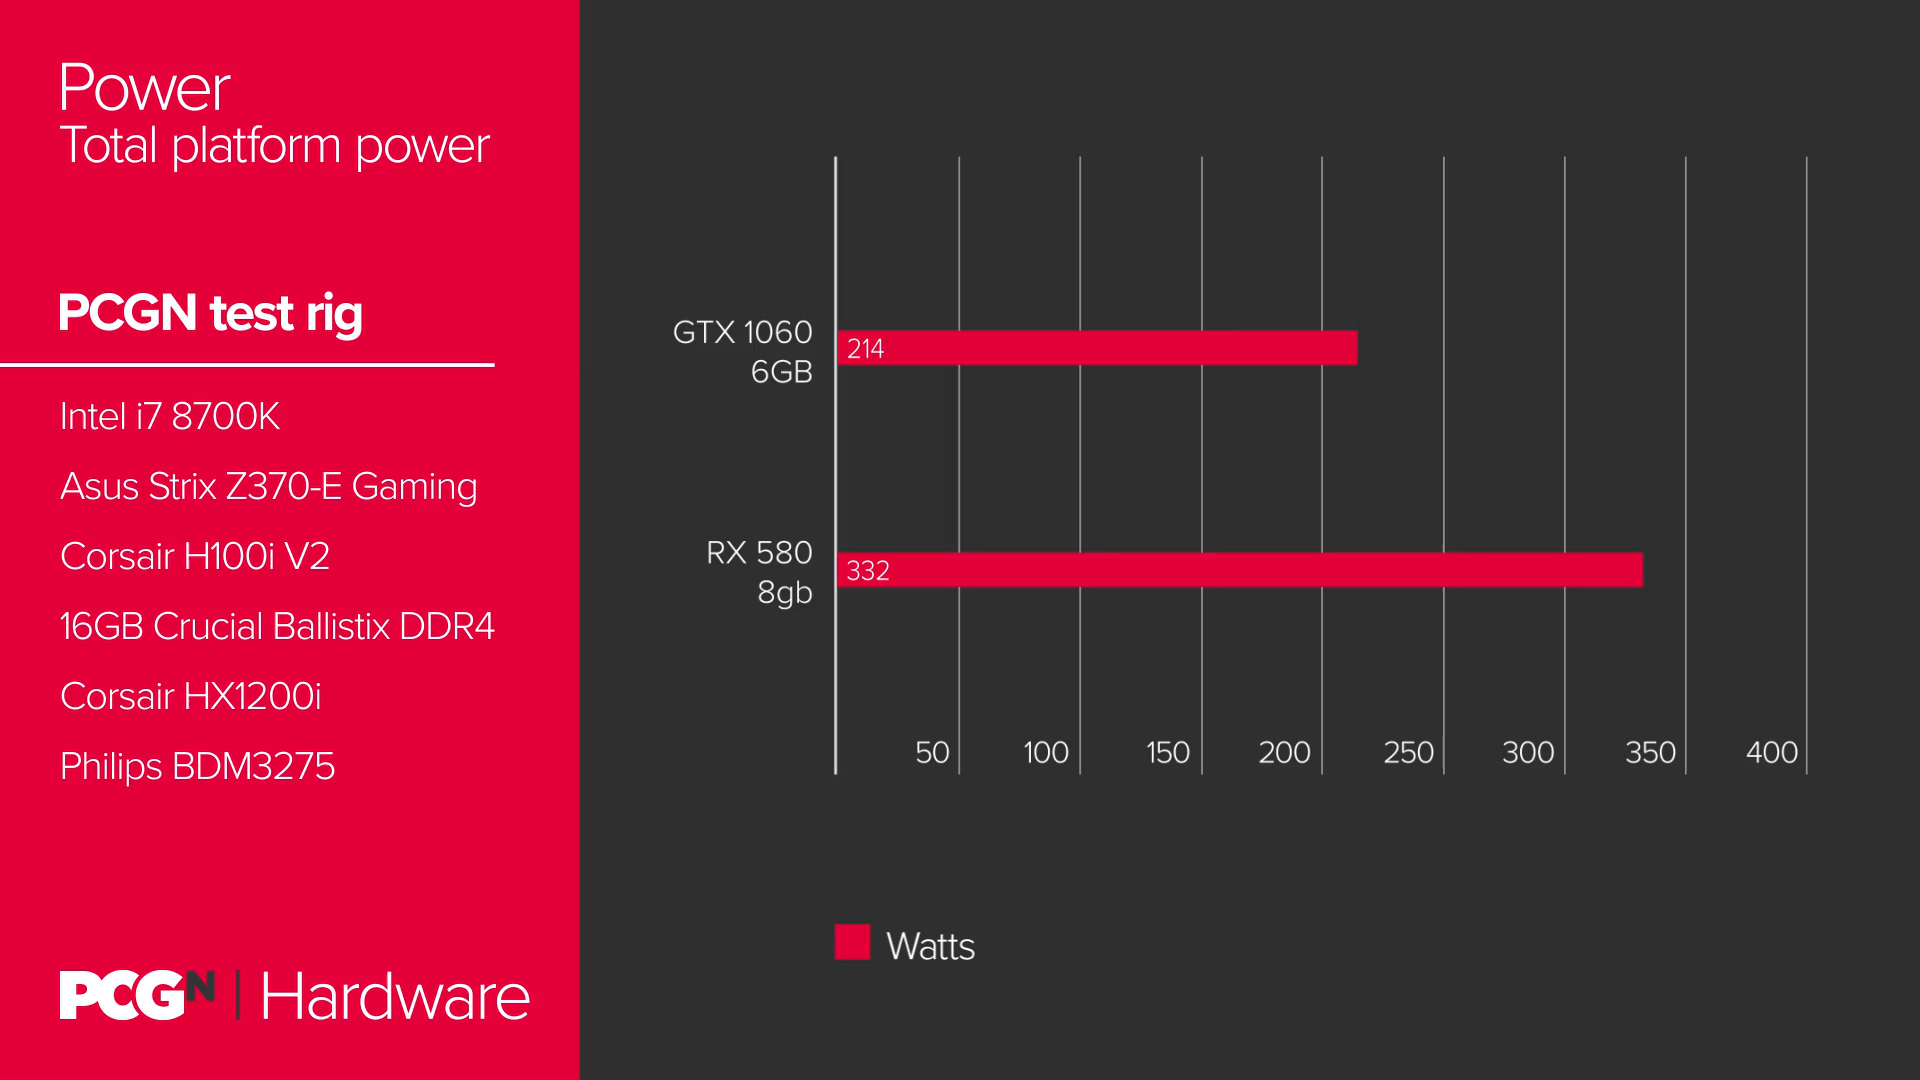 Power
Total platform power
PCGN test rig
Intel i7 8700K
Asus Strix Z370-E Gaming
Corsair H100i V2
16GB Crucial Ballistix DDR4
Corsair HX1200i
Philips BDM3275
PCGN | Hardware
GTX 1060
6GB
214
RX 580
8gb
332
50 100 150 200 250 300 350 400
Watts